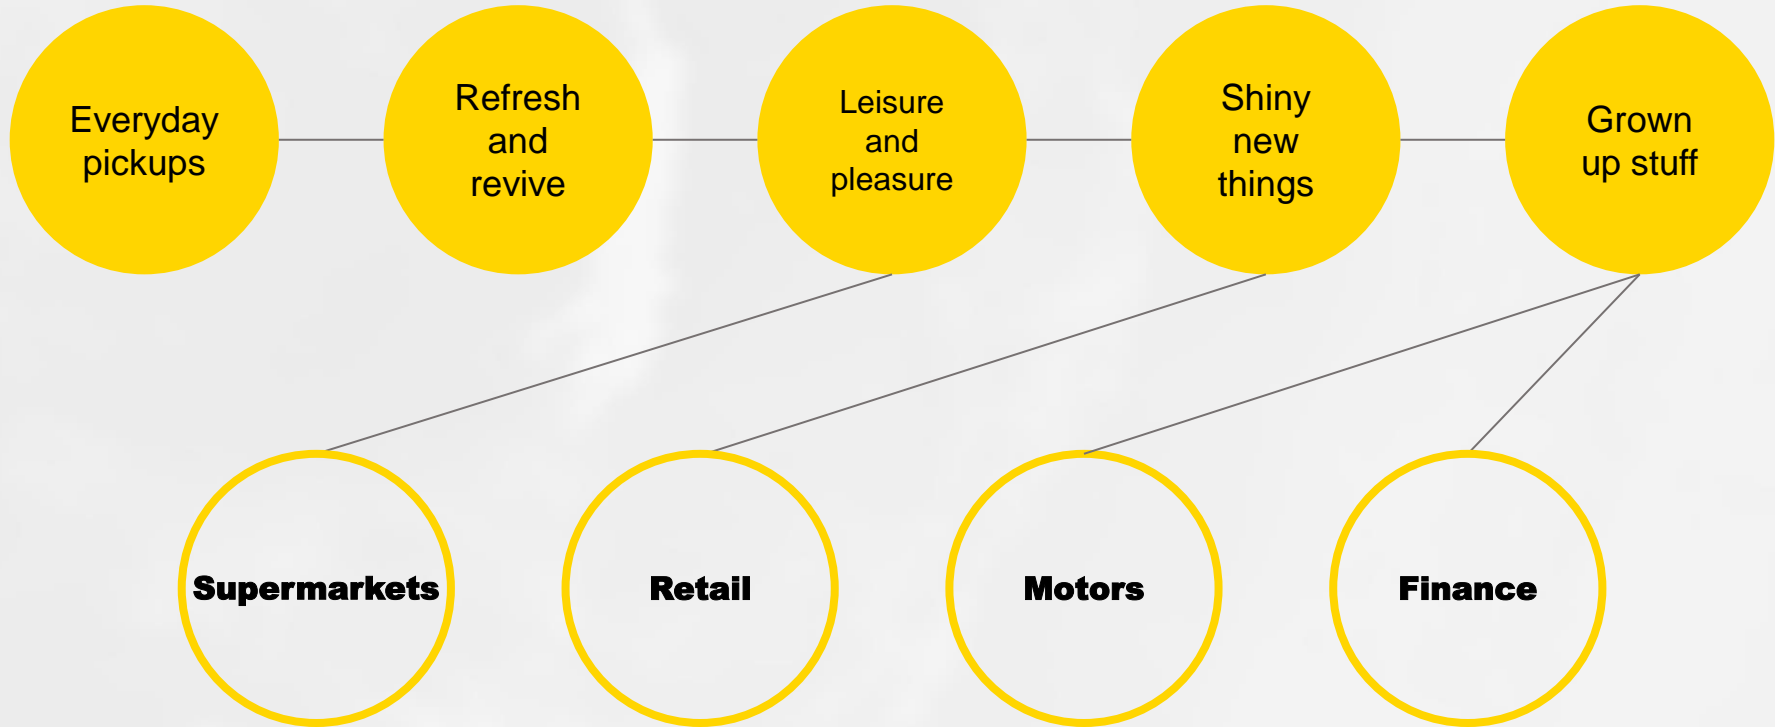 Everyday
pickups
Refresh
and
revive
Leisure
and
pleasure
Shiny
new
things
Grown
up stuff
Supermarkets
Retail
Motors
Finance